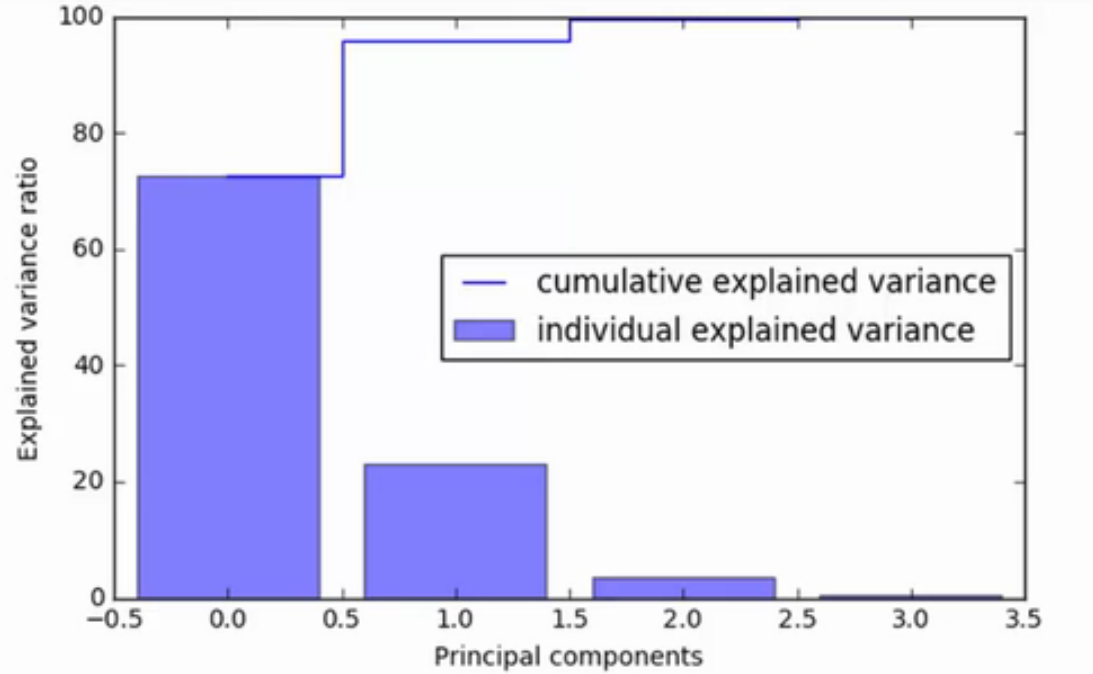 100
80
60
40
20
0
Explained variance ratio
cumulative explained variance
individual explained variance
−0.5 0.0 0.5 1.0 1.5 2.0 2.5 3.0 3.5
Principal components